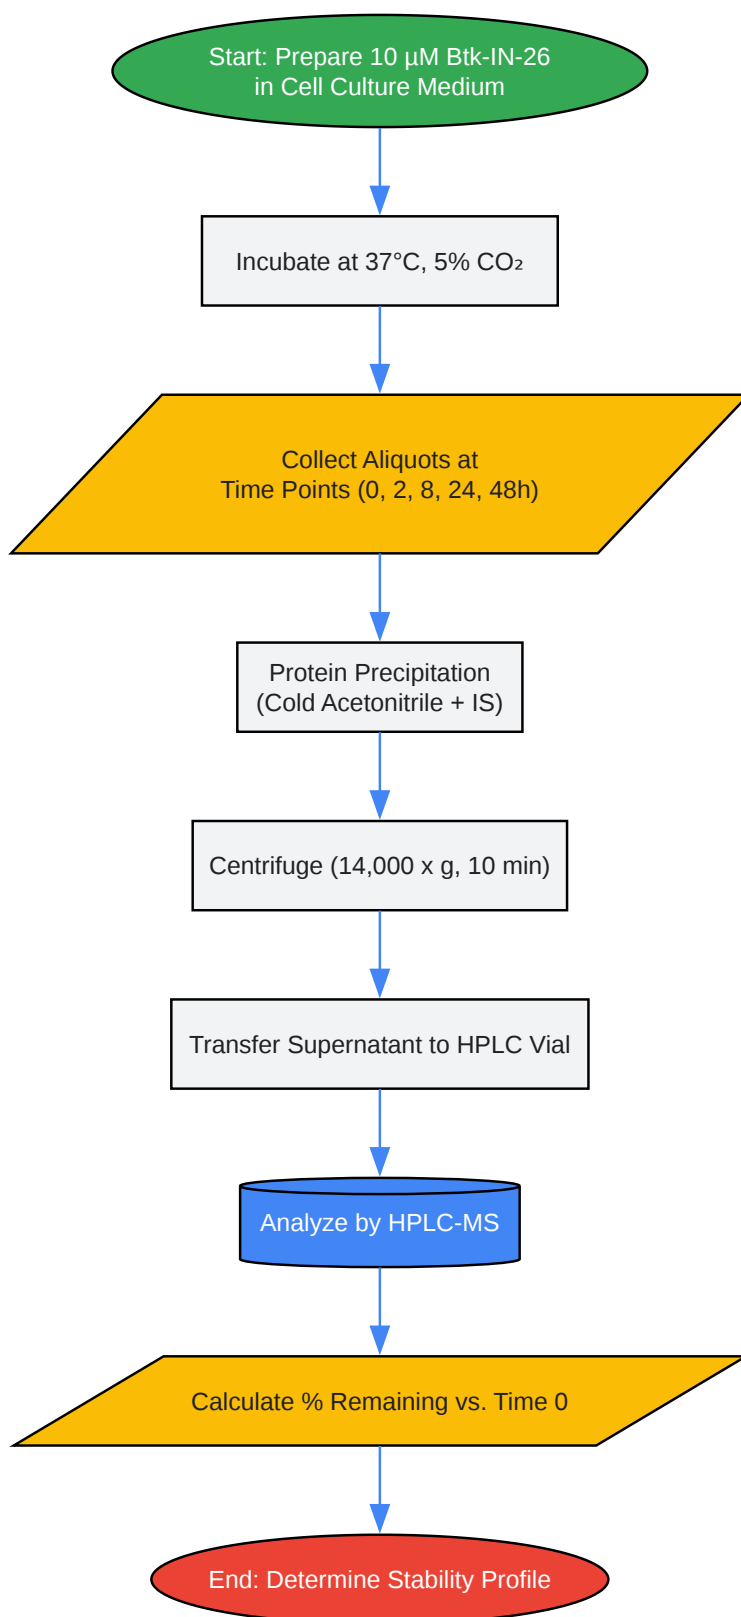 Start: Prepare 10 µM Btk-IN-26
in Cell Culture Medium
Incubate at 37°C, 5% CO₂
Collect Aliquots at
Time Points (0, 2, 8, 24, 48h)
Protein Precipitation
(Cold Acetonitrile + IS)
Centrifuge (14,000 x g, 10 min)
Transfer Supernatant to HPLC Vial
Analyze by HPLC-MS
Calculate % Remaining vs. Time 0
End: Determine Stability Profile